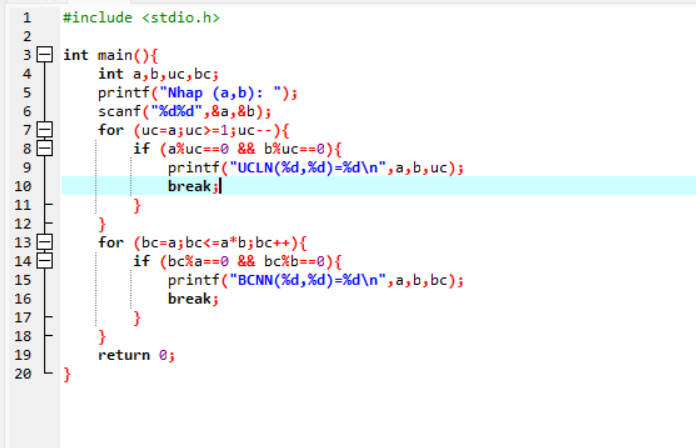 1 #include <stdio.h>
2
3 int main(){
4 int a,b,uc,bc;
5 printf("Nhap (a,b): ");
6 scanf("%d%d",&a,&b);
7 for (uc=a;uc>=1;uc--){
8 if (a%uc==0 && b%uc==0){
9 printf("UCLN(%d,%d)=%d\n",a,b,uc);
10 break;
11 }
12 }
13 for (bc=a;bc<=a*b;bc++){
14 if (bc%a==0 && bc%b==0){
15 printf("BCNN(%d,%d)=%d\n",a,b,bc);
16 break;
17 }
18 }
19 return 0;
20 }